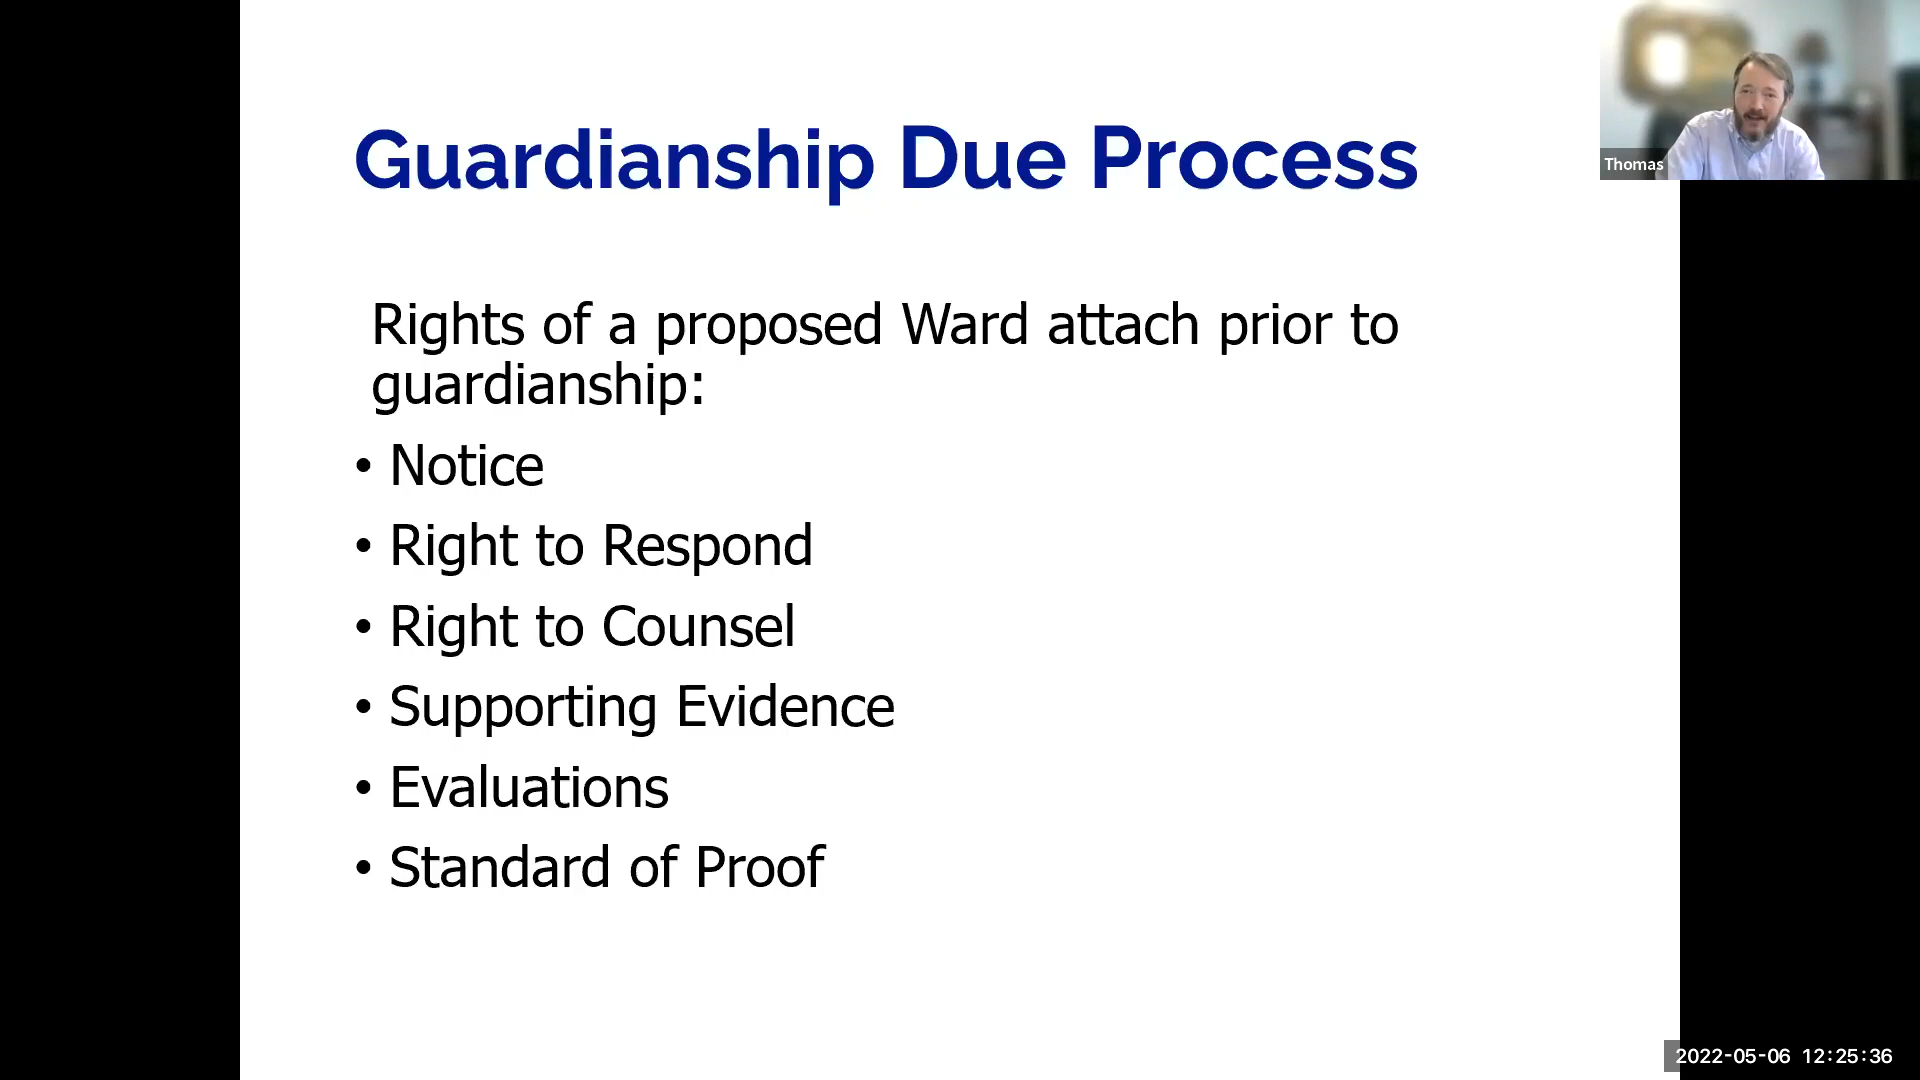 Guardianship Due Process
Thomas
Rights of a proposed Ward attach prior to
guardianship:
• Notice
• Right to Respond
• Right to Counsel
• Supporting Evidence
• Evaluations
• Standard of Proof
2022-05-06 12:25:36